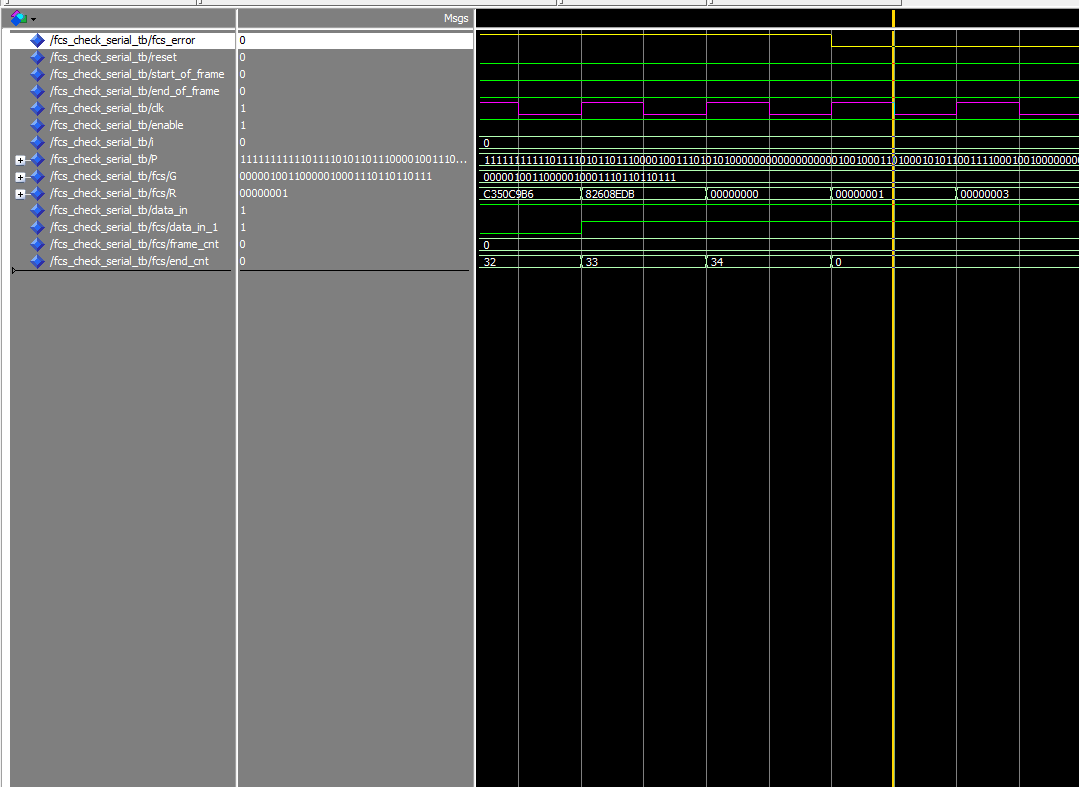 Msgs
/fcs_check_serial_tb/fcs_error 0
/fcs_check_serial_tb/reset 0
/fcs_check_serial_tb/start_of_frame 0
/fcs_check_serial_tb/end_of_frame 0
/fcs_check_serial_tb/clk 1
/fcs_check_serial_tb/enable 1
/fcs_check_serial_tb/i 0 0
/fcs_check_serial_tb/P 111111111110111101011011100001001110...
/fcs_check_serial_tb/fcs/G 00000100110000010001110110110111 00000100110000010001110110110111
/fcs_check_serial_tb/fcs/R 00000001 C350C9B6 82608EDB 00000000 00000001 00000003
/fcs_check_serial_tb/data_in 1
/fcs_check_serial_tb/fcs/data_in_1 1
/fcs_check_serial_tb/fcs/frame_cnt 0 0
/fcs_check_serial_tb/fcs/end_cnt 0 32 33 34 0